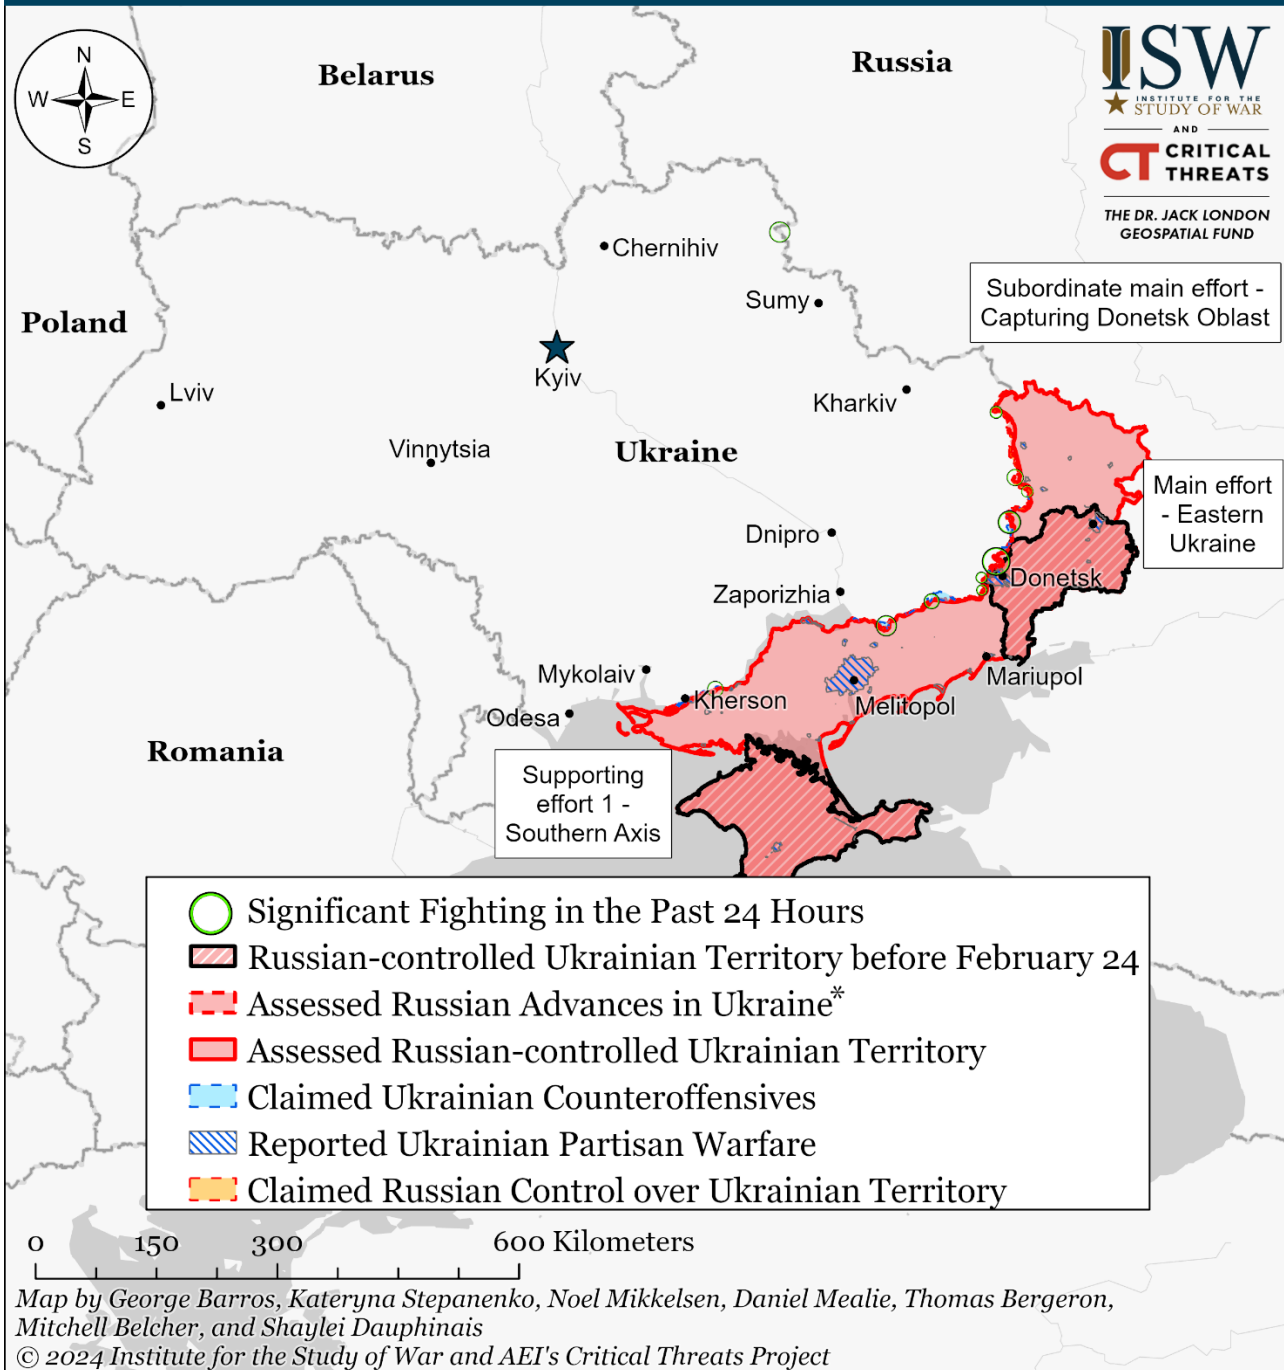 N
W
E
S
Belarus
Russia
ISW
INSTITUTE FOR THE
STUDY OF WAR
AND
CT CRITICAL
THREATS
THE DR. JACK LONDON
GEOSPATIAL FUND
Chernihiv
Sumy
Subordinate main effort -
Capturing Donetsk Oblast
Poland
Kyiv
Lviv
Kharkiv
Vinnytsia
Ukraine
Main effort
- Eastern
Ukraine
Dnipro
Donetsk
Zaporizhia
Mykolaiv
Mariupol
Kherson
Melitopol
Odesa
Romania
Supporting
effort 1 -
Southern Axis
Significant Fighting in the Past 24 Hours
Russian-controlled Ukrainian Territory before February 24
Assessed Russian Advances in Ukraine*
Assessed Russian-controlled Ukrainian Territory
Claimed Ukrainian Counteroffensives
Reported Ukrainian Partisan Warfare
Claimed Russian Control over Ukrainian Territory
0 150 300 600 Kilometers
Map by George Barros, Kateryna Stepanenko, Noel Mikkelsen, Daniel Mealie, Thomas Bergeron,
Mitchell Belcher, and Shaylei Dauphinais
© 2024 Institute for the Study of War and AEI's Critical Threats Project